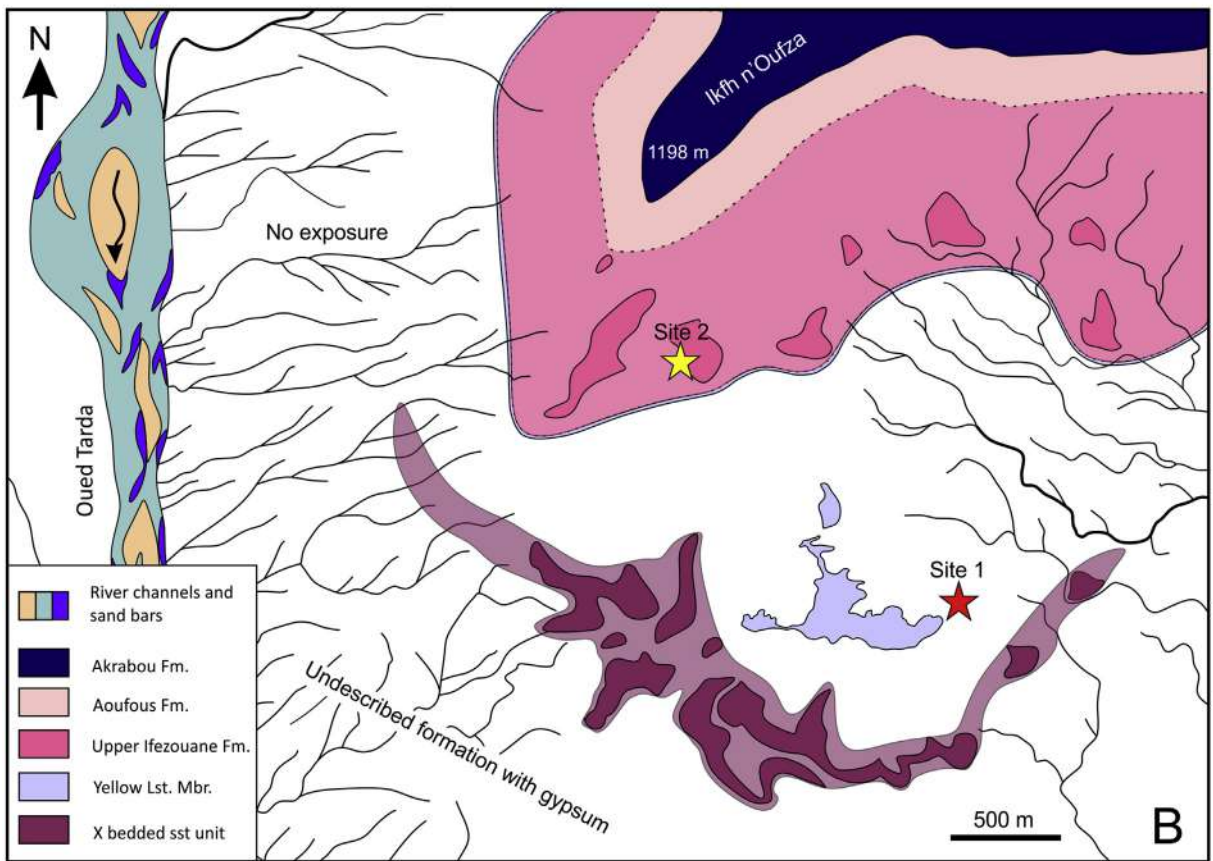 N
Ikfh n'Oufza
1198 m
No exposure
Site 2
Oued Tarda
Site 1
River channels and
sand bars
Akrabou Fm.
Aoufous Fm.
Upper Ifezouane Fm.
Yellow Lst. Mbr.
X bedded sst unit
Undescribed formation with gypsum
500 m
B